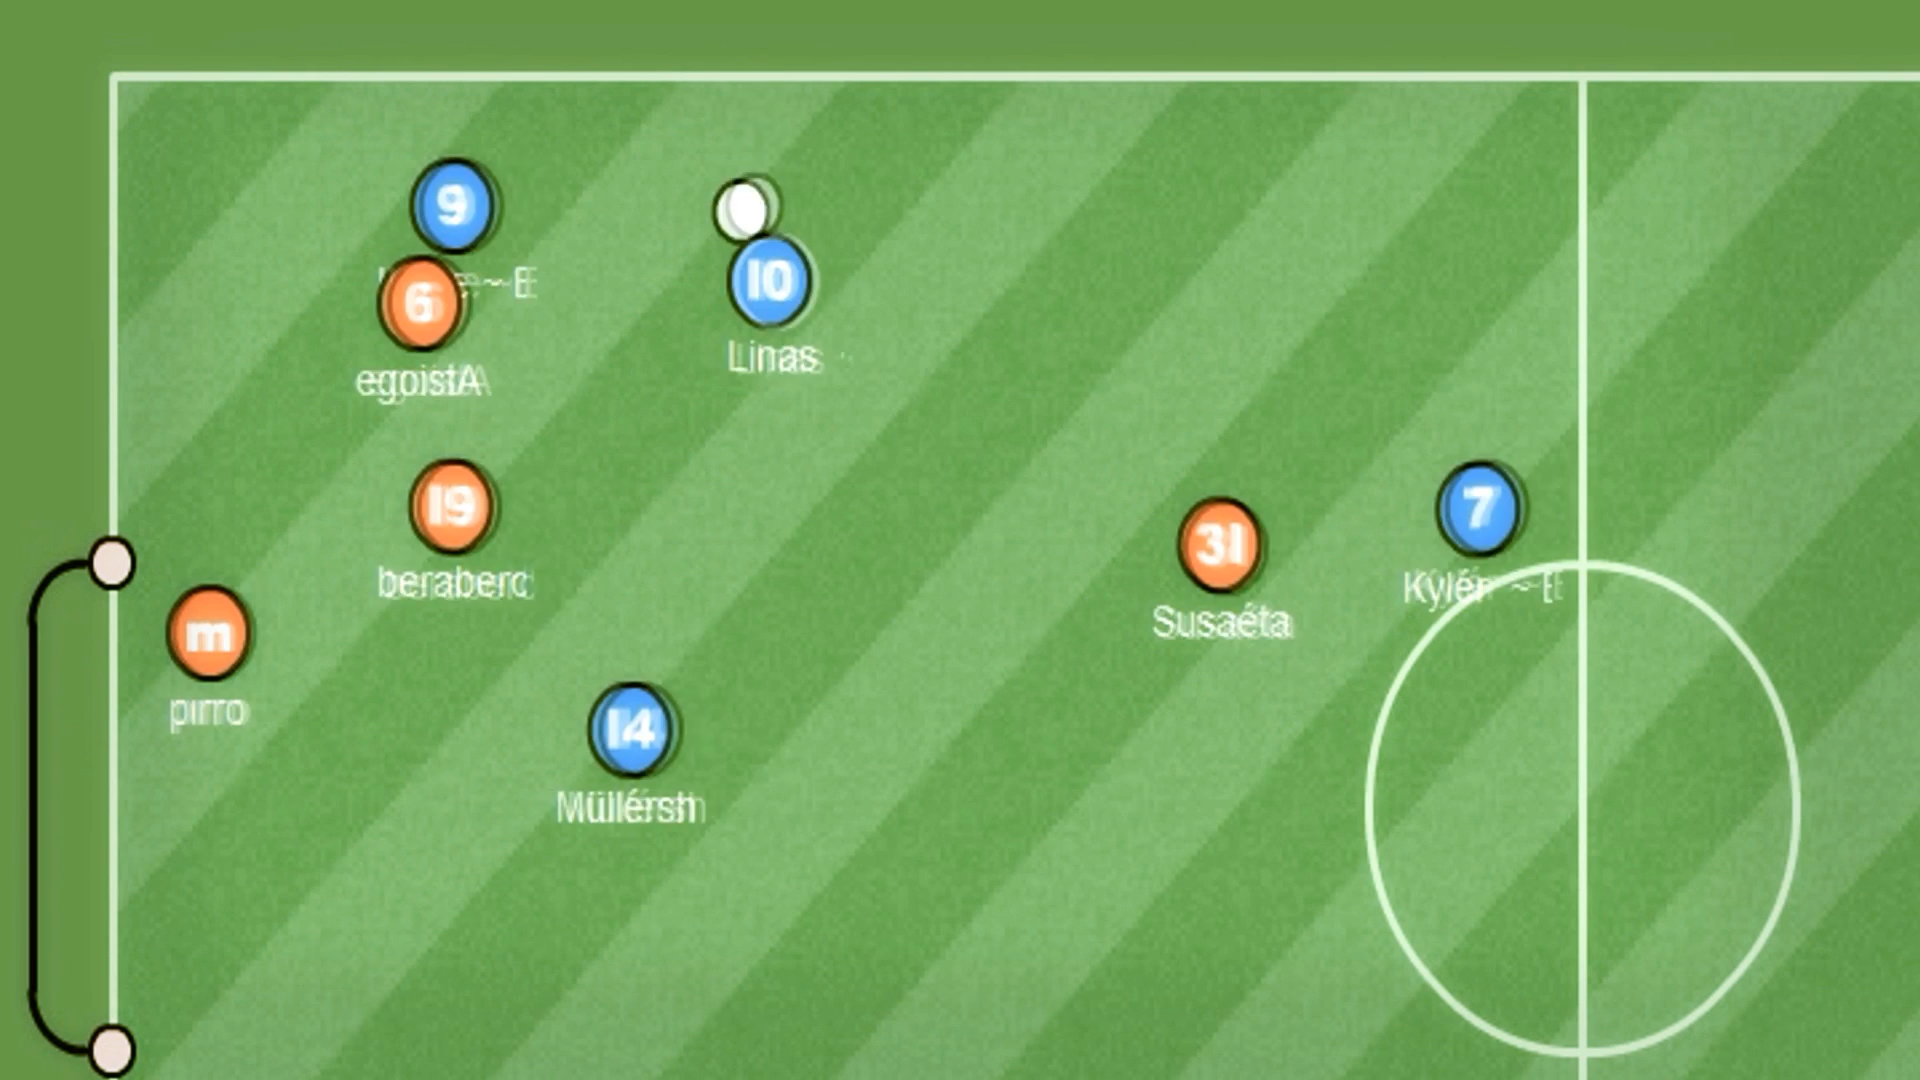 9
10
6
Linas
egoistA
19
7
31
beraberc
Susaéta
m
pirro
14
Müllérsh